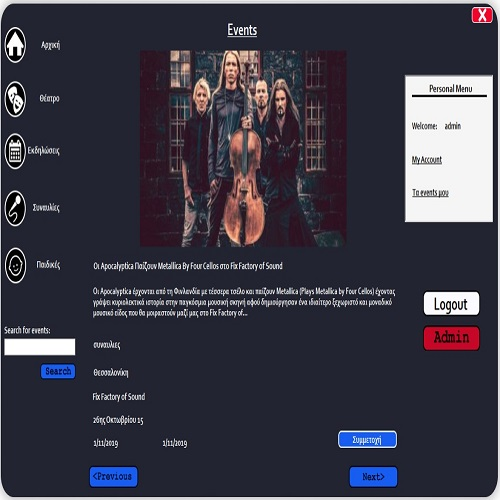 X
Events
Αρχική
Θέατρο
Εκδηλώσεις
Συναυλίες
Παιδικές
Search for events:
Search
Personal Menu
Welcome: admin
My Account
Τα events μου
Logout
Admin
Οι Apocalyptica Παίζουν Metallica By Four Cellos στο Fix Factory of Sound
Οι Apocalyptica έρχονται από τη Φινλανδία με τέσσερα τσέλο και παίζουν Metallica (Plays Metallica by Four Cellos) έχοντας
γράψει κυριολεκτικά ιστορία στην παγκόσμια μουσική σκηνή αφού δημιούργησαν ένα ιδιαίτερο ξεχωριστό και μοναδικό
μουσικό είδος που θα μοιραστούν μαζί μας στο Fix Factory of...
συναυλιες
Θεσσαλονίκη
Fix Factory of Sound
26ης Οκτωβρίου 15
1/11/2019 1/11/2019
Συμμετοχή
<Previous
Next>